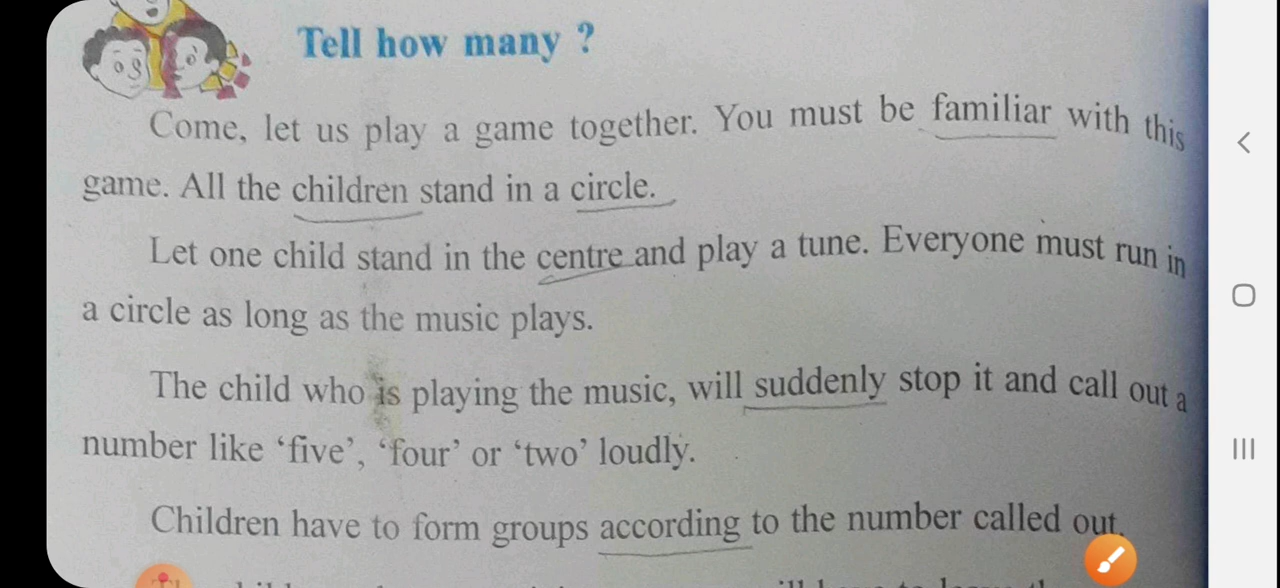 Tell how many ?
Come, let us play a game together. You must be familiar with this
game. All the children stand in a circle.
Let one child stand in the centre and play a tune. Everyone must run in
a circle as long as the music plays.
The child who is playing the music, will suddenly stop it and call out a
number like ‘five’, ‘four’ or ‘two’ loudly.
Children have to form groups according to the number called out.